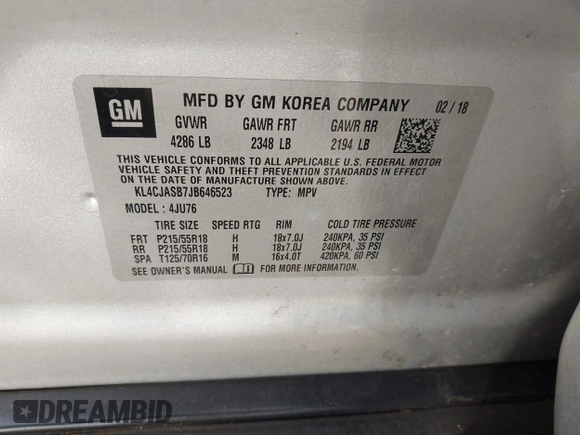 GM MFD BY GM KOREA COMPANY 02/18
GVWR GAWR FRT GAWR RR
4286 LB 2348 LB 2194 LB
THIS VEHICLE CONFORMS TO ALL APPLICABLE U.S. FEDERAL MOTOR
VEHICLE SAFETY AND THEFT PREVENTION STANDARDS IN EFFECT ON
THE DATE OF MANUFACTURE SHOWN ABOVE.
KL4CJASB7JB646523 TYPE: MPV
MODEL: 4JU76
TIRE SIZE SPEED RTG RIM COLD TIRE PRESSURE
FRT P215/55R18 H 18x7.0J 240KPA, 35 PSI
RR P215/55R18 H 18x7.0J 240KPA, 35 PSI
SPA T125/70R16 M 16x4.0T 420KPA, 60 PSI
SEE OWNER'S MANUAL FOR MORE INFORMATION.
DREAMBID